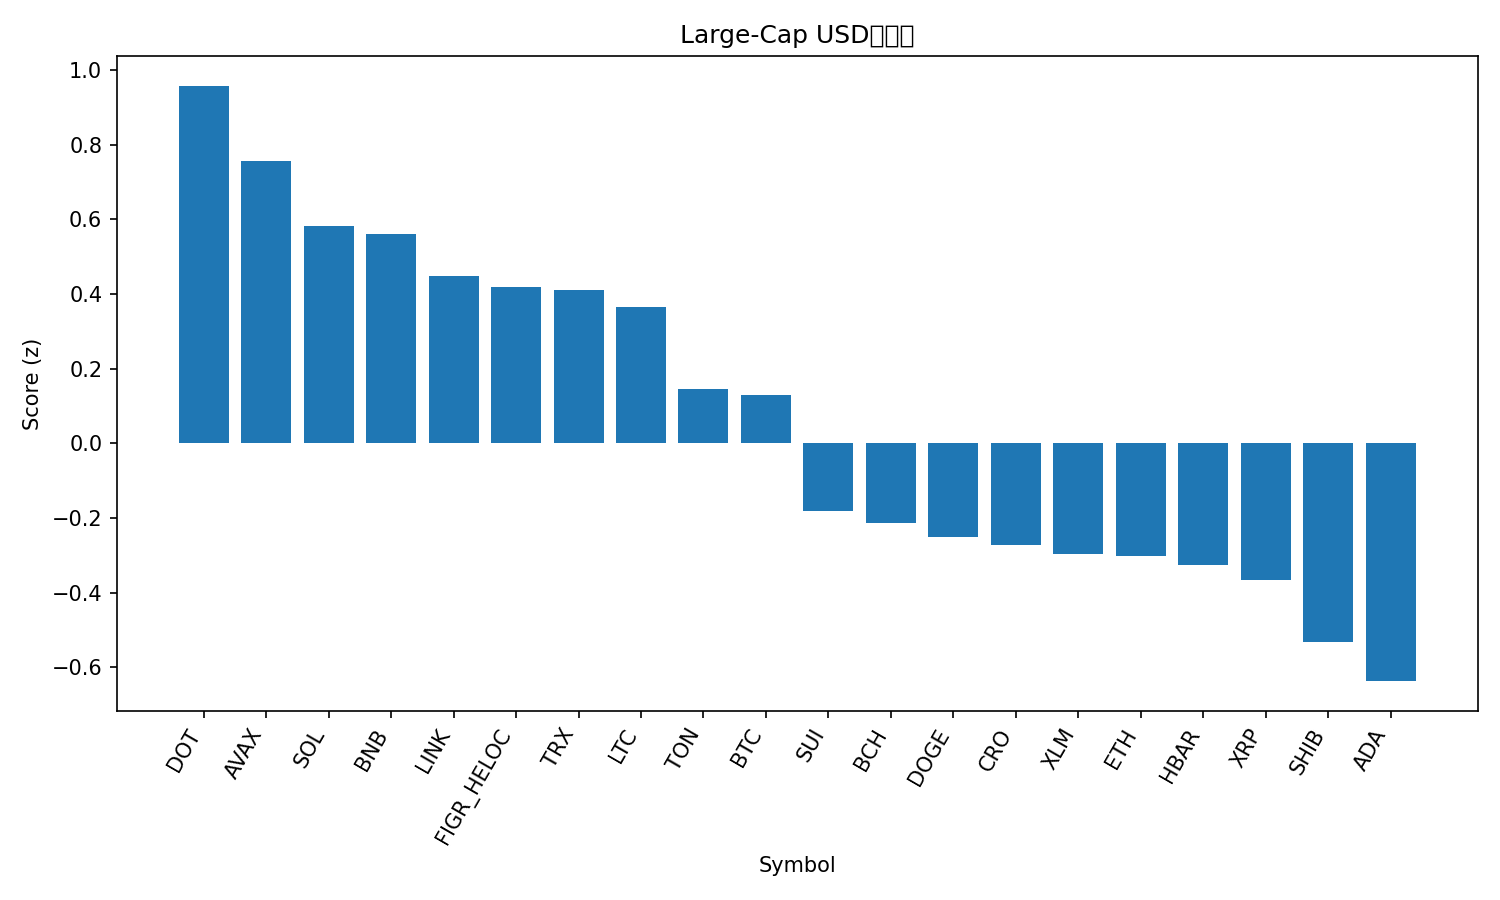 Large-Cap USD
1.0
0.8
0.6
0.4
0.2
0.0
−0.2
−0.4
−0.6
Score (z)
DOT
AVAX
SOL
BNB
LINK
FIGR_HELOC
TRX
LTC
TON
BTC
SUI
BCH
DOGE
CRO
XLM
ETH
HBAR
XRP
SHIB
ADA
Symbol